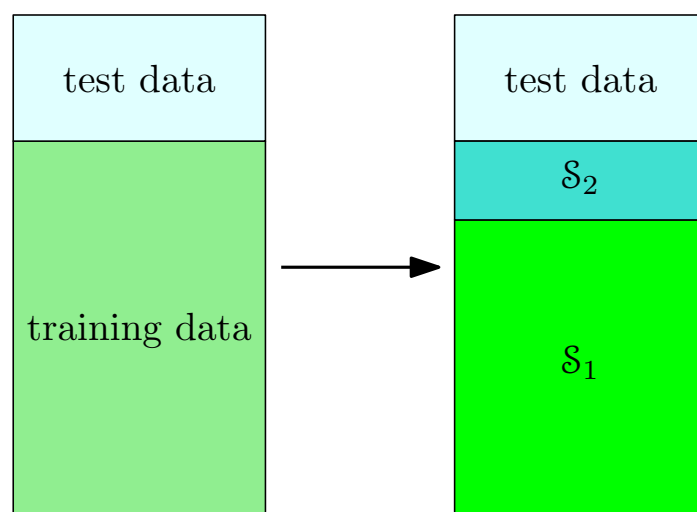 test data
training data
test data
𝒮₂
𝒮₁